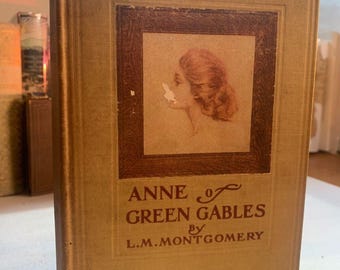 ANNE of
GREEN GABLES
By
L.M. MONTGOMERY